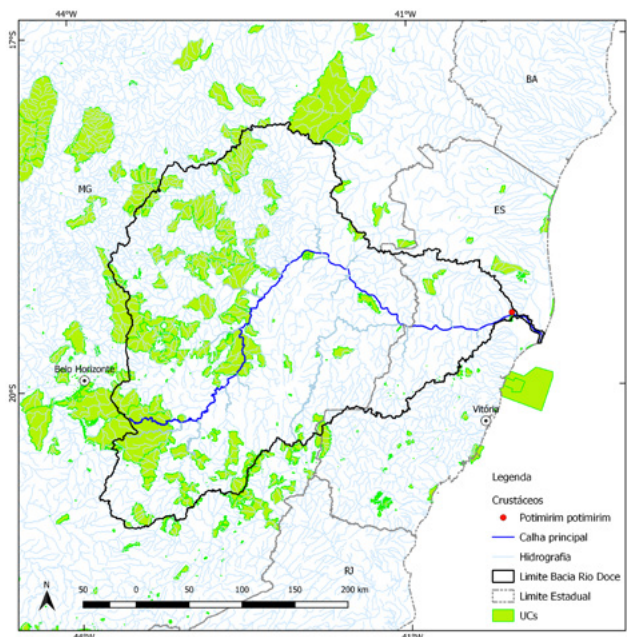 44°W
41°W
17°S
BA
MG
ES
Belo Horizonte
20°S
Vitória
Legenda
Crustáceos
Potimirim potimirim
Calha principal
Hidrografia
Limite Bacia Rio Doce
Limite Estadual
UCs
RJ
N
50 0 50 100 150 200 km